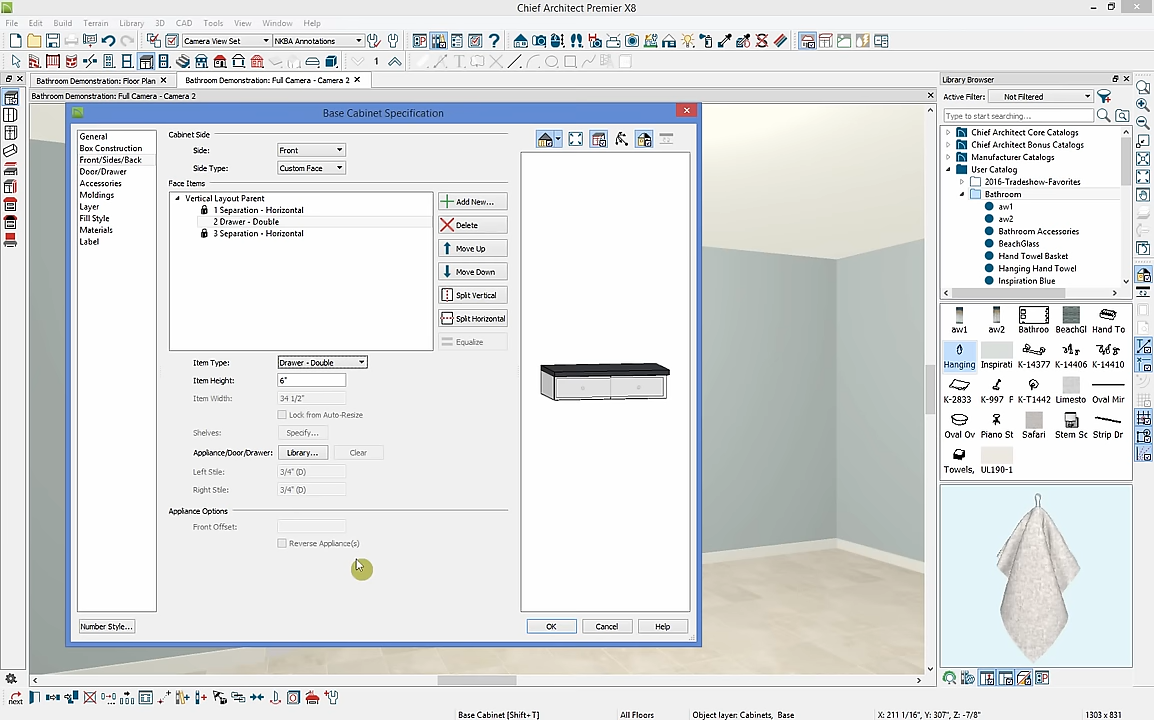 Chief Architect Premier X8
File Edit Build Terrain Library 3D CAD Tools View Window Help
Camera View Set NKBA Annotations
1
Bathroom Demonstration: Floor Plan Bathroom Demonstration: Full Camera - Camera 2
Bathroom Demonstration: Full Camera - Camera 2
Base Cabinet Specification
General
Box Construction
Front/Sides/Back
Door/Drawer
Accessories
Moldings
Layer
Fill Style
Materials
Label
Number Style...
Cabinet Side
Side: Front
Side Type: Custom Face
Face Items
Vertical Layout Parent
1 Separation - Horizontal
2 Drawer - Double
3 Separation - Horizontal
Add New...
Delete
Move Up
Move Down
Split Vertical
Split Horizontal
Equalize
Item Type: Drawer - Double
Item Height: 6"
Item Width: 34 1/2"
Lock from Auto-Resize
Shelves: Specify...
Appliance/Door/Drawer: Library... Clear
Left Stile: 3/4" (D)
Right Stile: 3/4" (D)
Appliance Options
Front Offset:
Reverse Appliance(s)
OK Cancel Help
Library Browser
Active Filter: Not Filtered
Type to start searching...
Chief Architect Core Catalogs
Chief Architect Bonus Catalogs
Manufacturer Catalogs
User Catalog
2016-Tradeshow-Favorites
Bathroom
aw1
aw2
Bathroom Accessories
BeachGlass
Hand Towel Basket
Hanging Hand Towel
Inspiration Blue
aw1 aw2 Bathroo BeachGl Hand To
Hanging Inspirati K-14377 K-14406 K-14410
K-2833 K-997 F K-T1442 Limesto Oval Mir
Oval Ov Piano St Safari Stem Sc Strip Dr
Towels, UL190-1
next
Base Cabinet [Shift+T] All Floors Object layer: Cabinets, Base X: 211 1/16", Y: 307", Z: -7/8" 1303 x 831